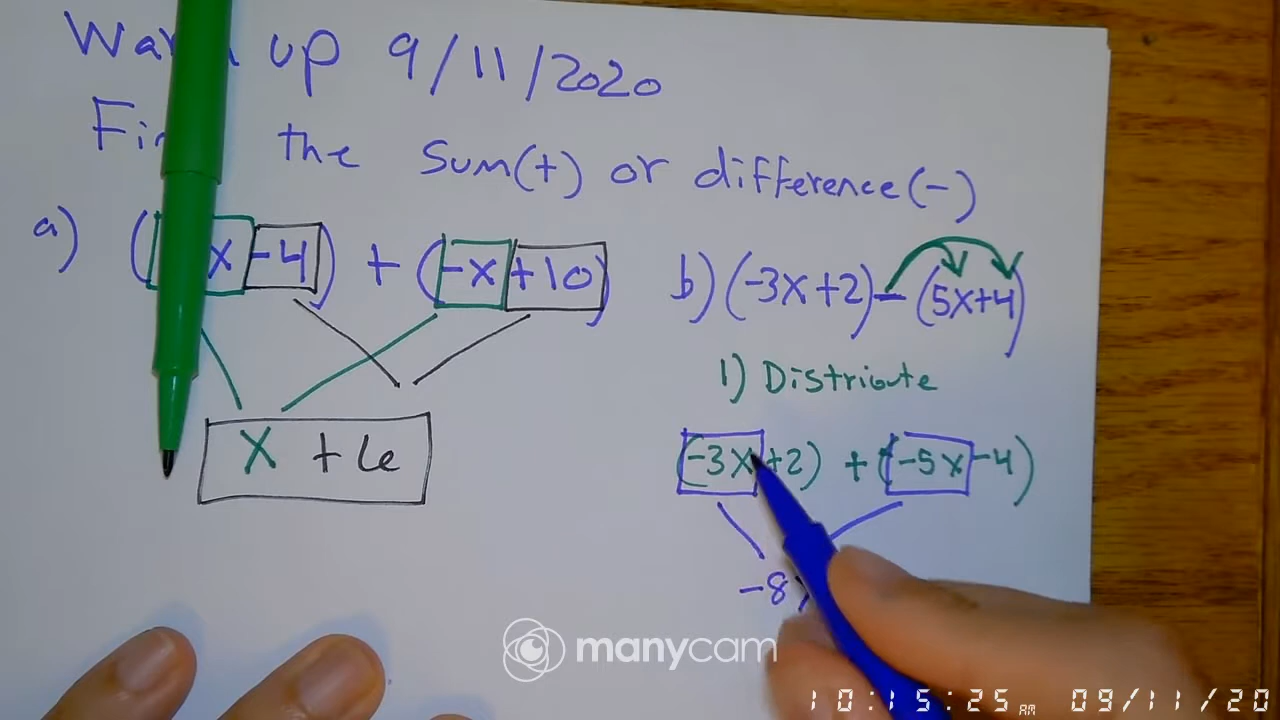 up 9/11/2020
the Sum(+) or difference(-)
a) ( x -4) + (-x +10)
b) (-3x+2) - (5x+4)
1) Distribute
(-3x+2) + (-5x-4)
x +6
-8
manycam
10:15:25 AM 09/11/20